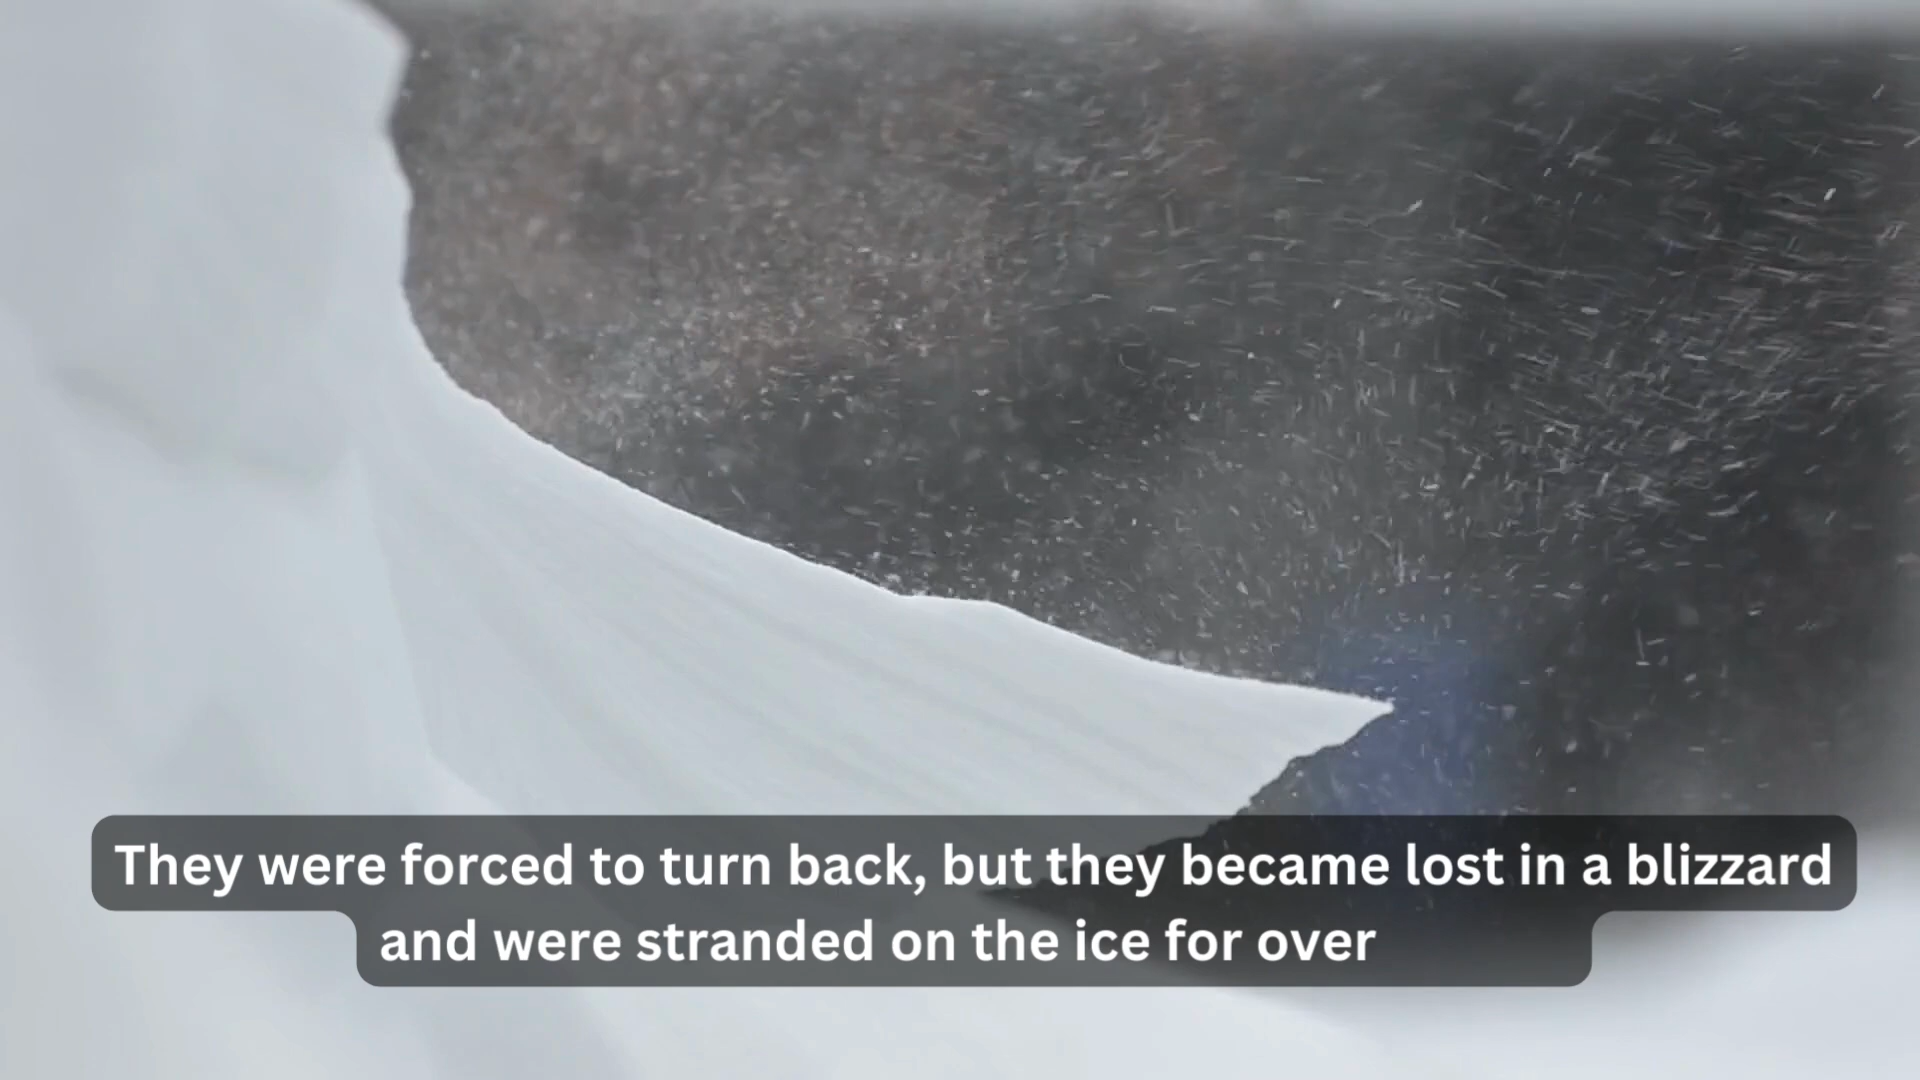 They were forced to turn back, but they became lost in a blizzard
and were stranded on the ice for over